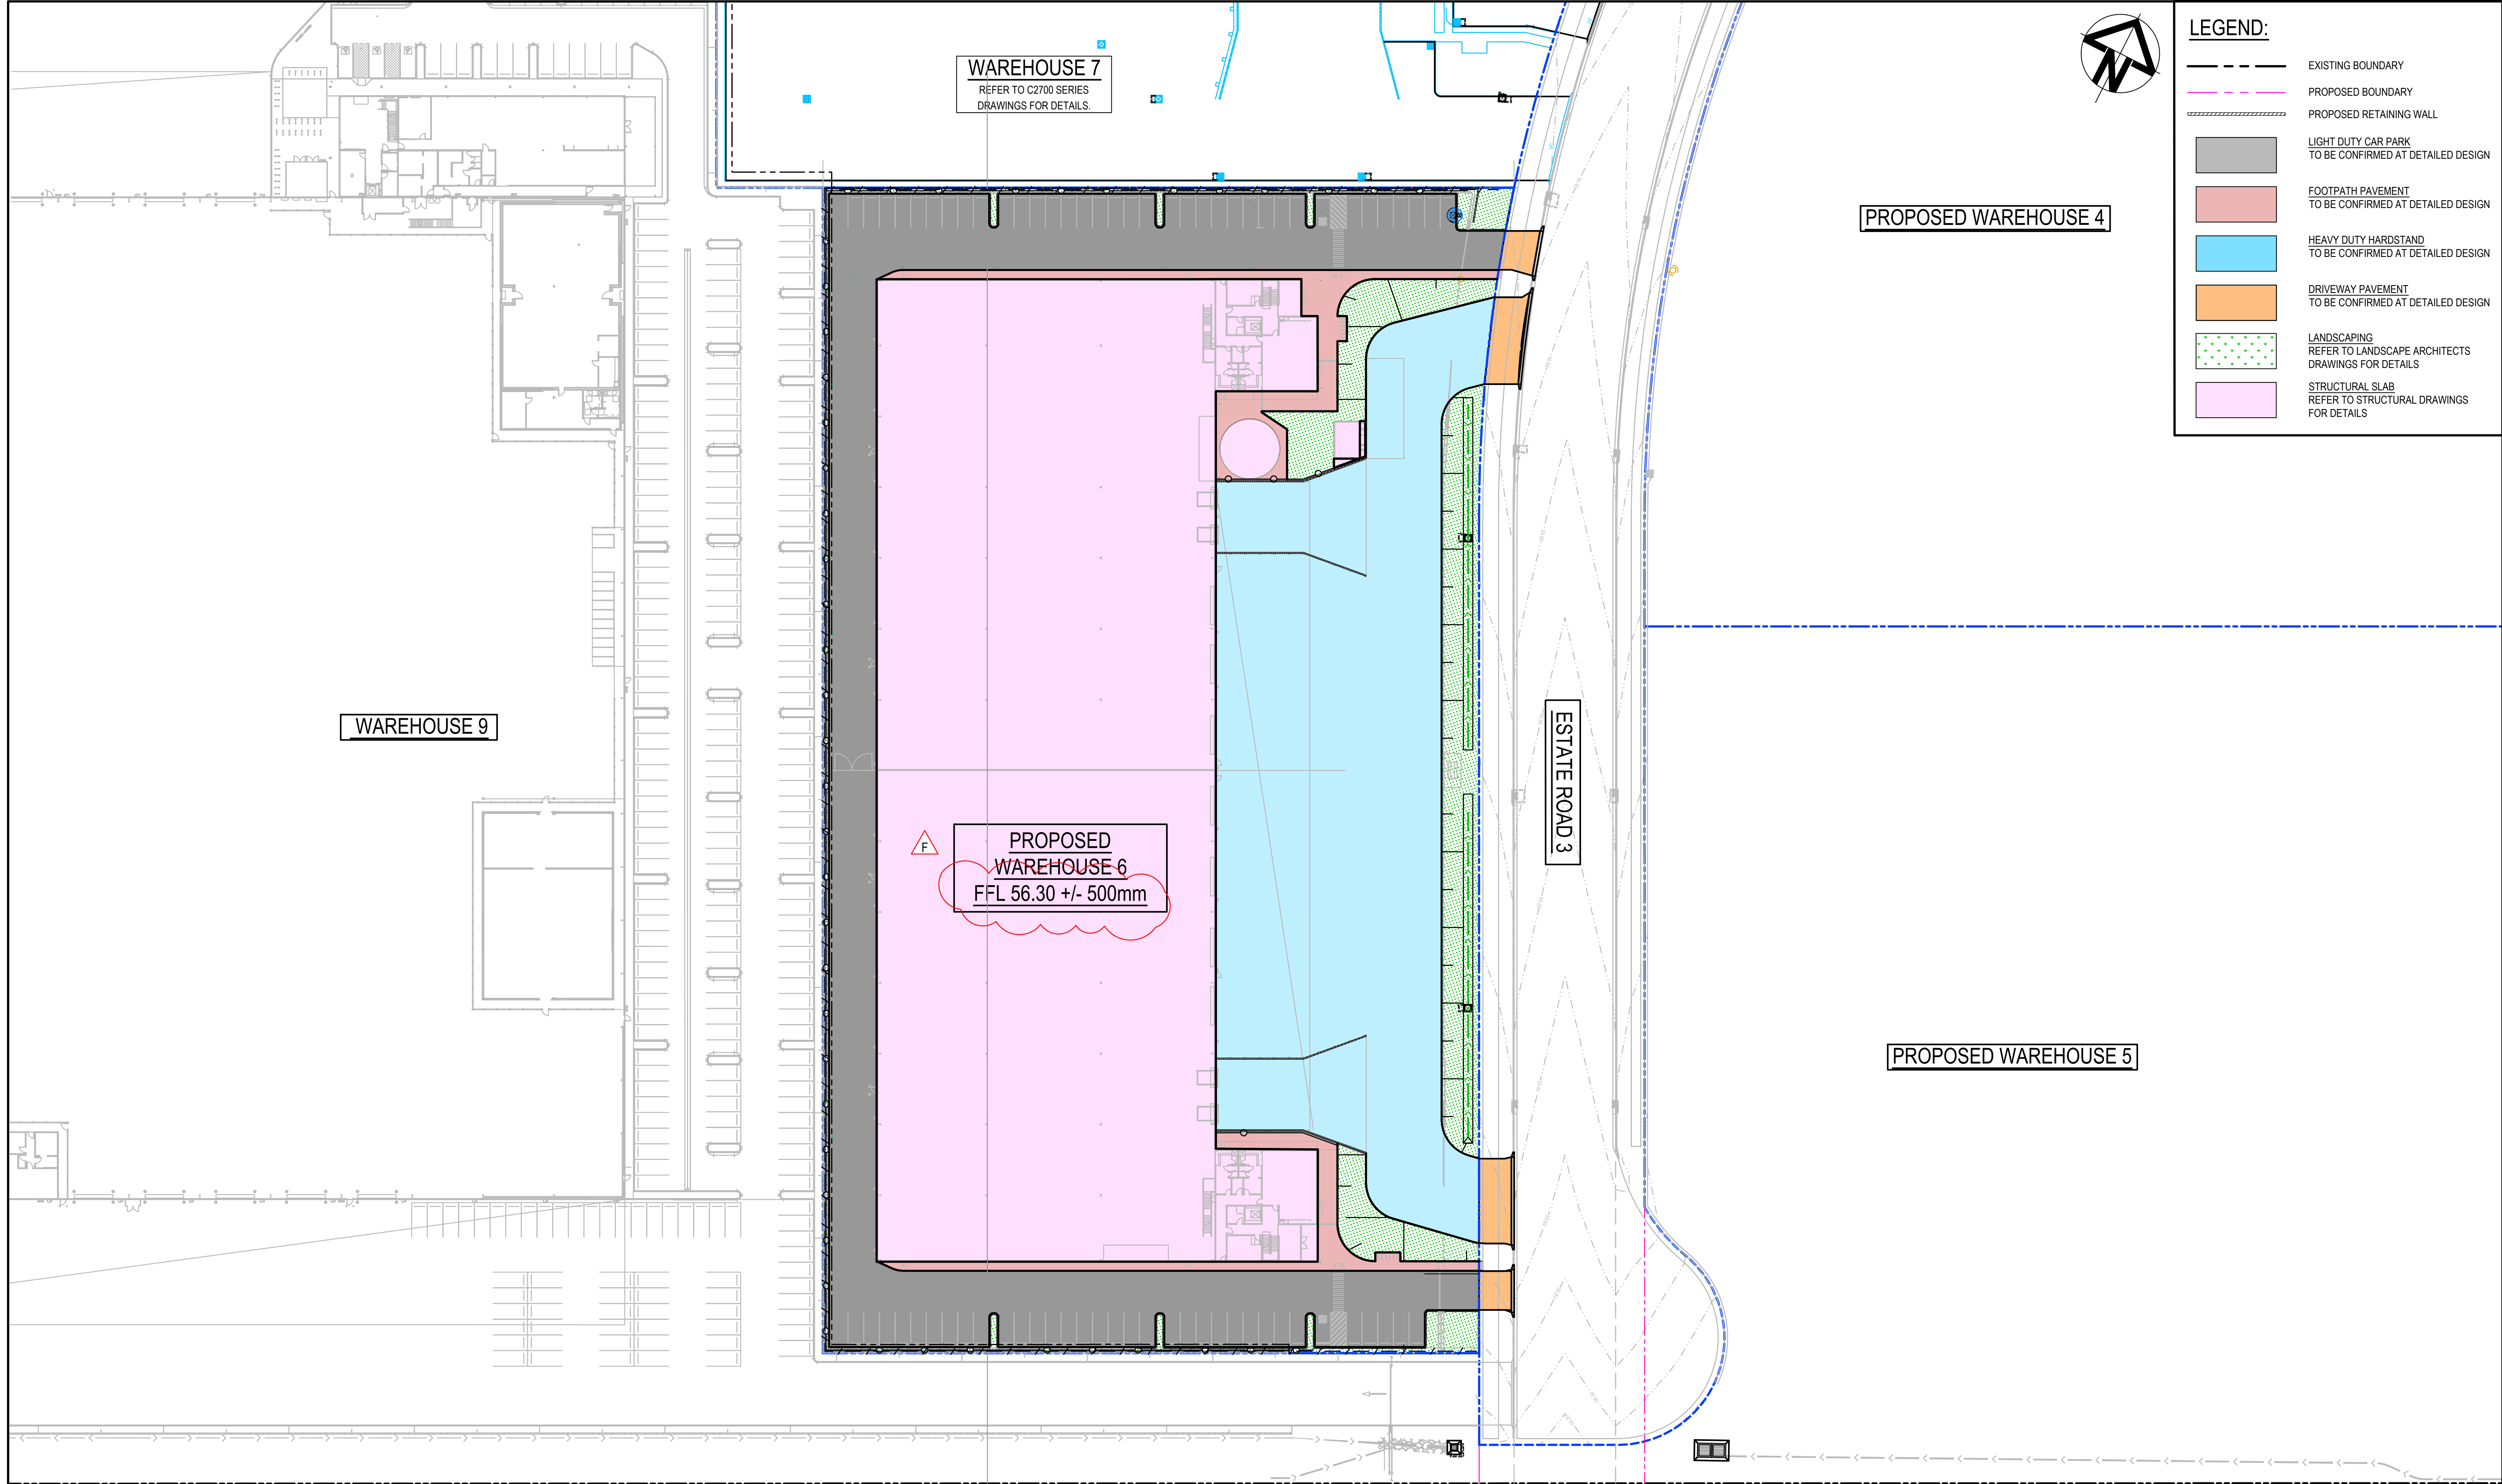 LEGEND:
EXISTING BOUNDARY
PROPOSED BOUNDARY
PROPOSED RETAINING WALL
LIGHT DUTY CAR PARK
TO BE CONFIRMED AT DETAILED DESIGN
FOOTPATH PAVEMENT
TO BE CONFIRMED AT DETAILED DESIGN
HEAVY DUTY HARDSTAND
TO BE CONFIRMED AT DETAILED DESIGN
DRIVEWAY PAVEMENT
TO BE CONFIRMED AT DETAILED DESIGN
LANDSCAPING
REFER TO LANDSCAPE ARCHITECTS
DRAWINGS FOR DETAILS
STRUCTURAL SLAB
REFER TO STRUCTURAL DRAWINGS
FOR DETAILS
N
WAREHOUSE 7
REFER TO C2700 SERIES
DRAWINGS FOR DETAILS.
PROPOSED WAREHOUSE 4
WAREHOUSE 9
ESTATE ROAD 3
F
PROPOSED
WAREHOUSE 6
FFL 56.30 +/- 500mm
PROPOSED WAREHOUSE 5